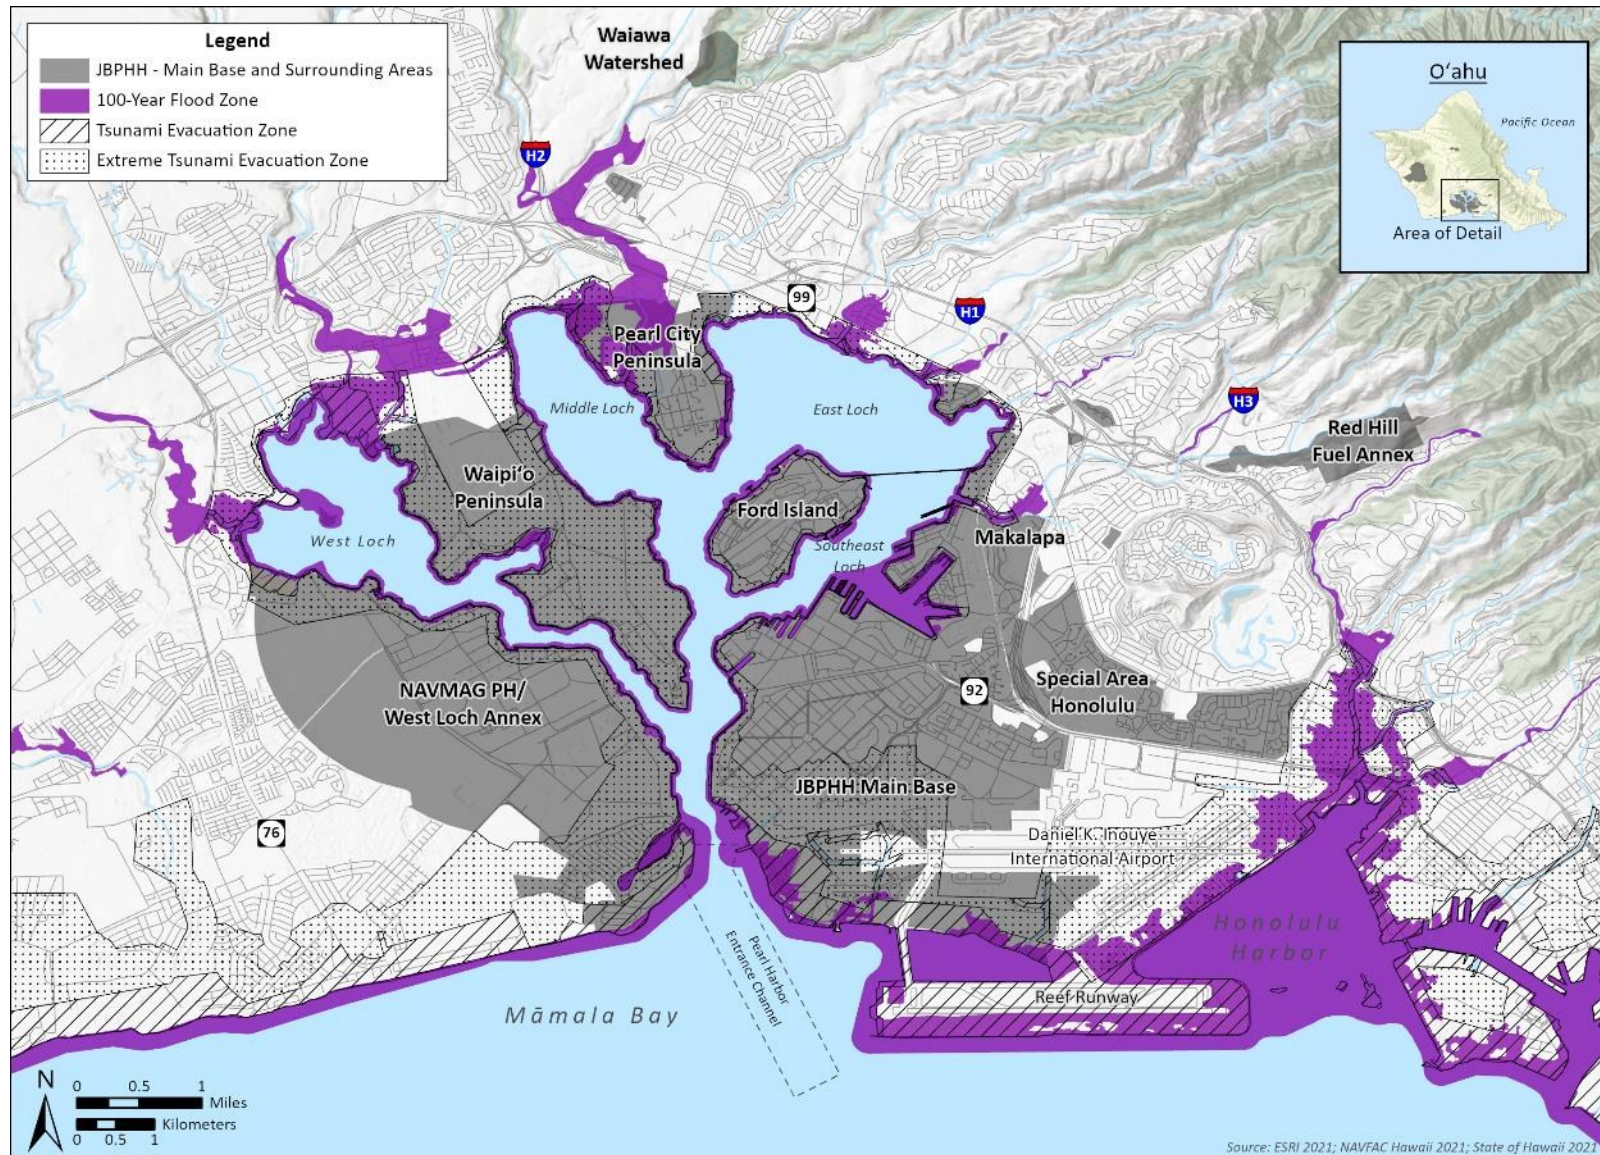 Legend
JBPHH - Main Base and Surrounding Areas
100-Year Flood Zone
Tsunami Evacuation Zone
Extreme Tsunami Evacuation Zone
Waiawa
Watershed
O‘ahu
Pacific Ocean
Area of Detail
H2
99
H1
H3
Pearl City
Peninsula
Middle Loch
East Loch
Red Hill
Fuel Annex
Waipi‘o
Peninsula
Ford Island
West Loch
Southeast
Loch
Makalapa
NAVMAG PH/
West Loch Annex
92
Special Area
Honolulu
JBPHH Main Base
76
Daniel K. Inouye
International Airport
Honolulu
Harbor
Pearl Harbor
Entrance Channel
Reef Runway
Māmala Bay
N
0 0.5 1
Miles
Kilometers
0 0.5 1
Source: ESRI 2021; NAVFAC Hawaii 2021; State of Hawaii 2021